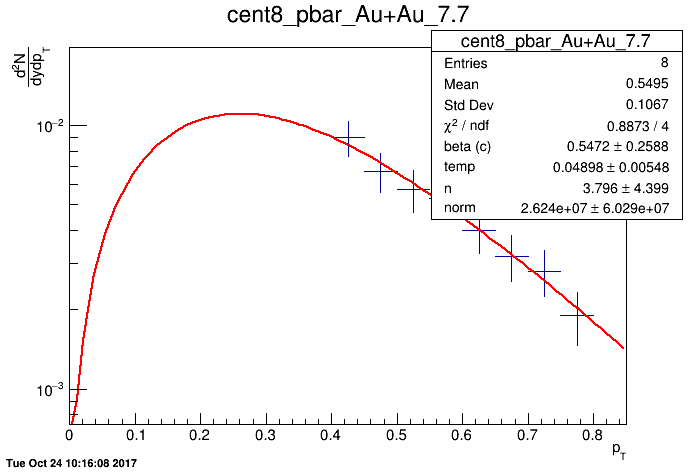 cent8_pbar_Au+Au_7.7
d²N
dydp_T
cent8_pbar_Au+Au_7.7
Entries 8
Mean 0.5495
Std Dev 0.1067
χ² / ndf 0.8873 / 4
beta (c) 0.5472 ± 0.2588
temp 0.04898 ± 0.00548
n 3.796 ± 4.399
norm 2.624e+07 ± 6.029e+07
10⁻²
10⁻³
0 0.1 0.2 0.3 0.4 0.5 0.6 0.7 0.8
p_T
Tue Oct 24 10:16:08 2017